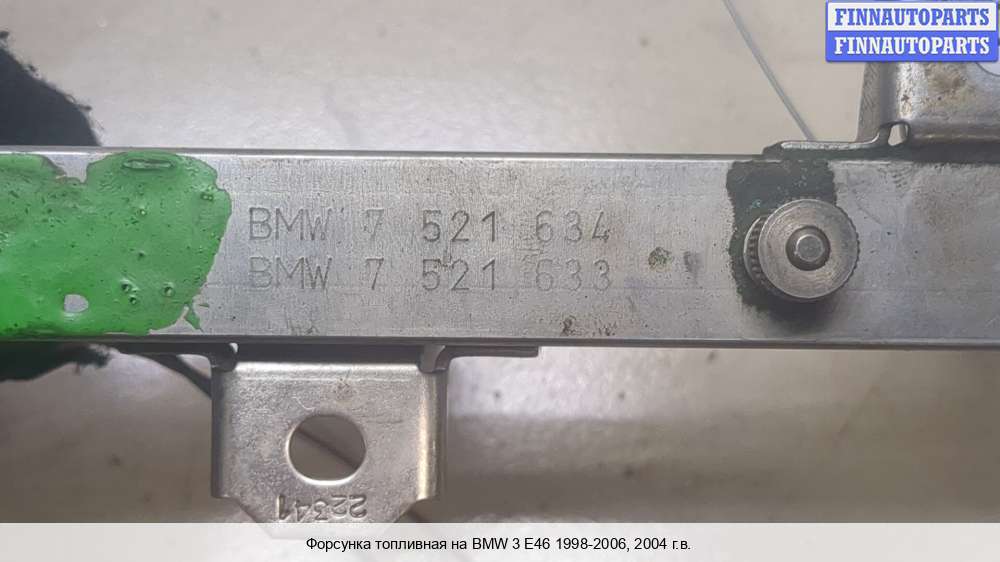 FINNAUTOPARTS
FINNAUTOPARTS
BMW 7 521 634
BMW 7 521 633
22341
Форсунка топливная на BMW 3 E46 1998-2006, 2004 г.в.